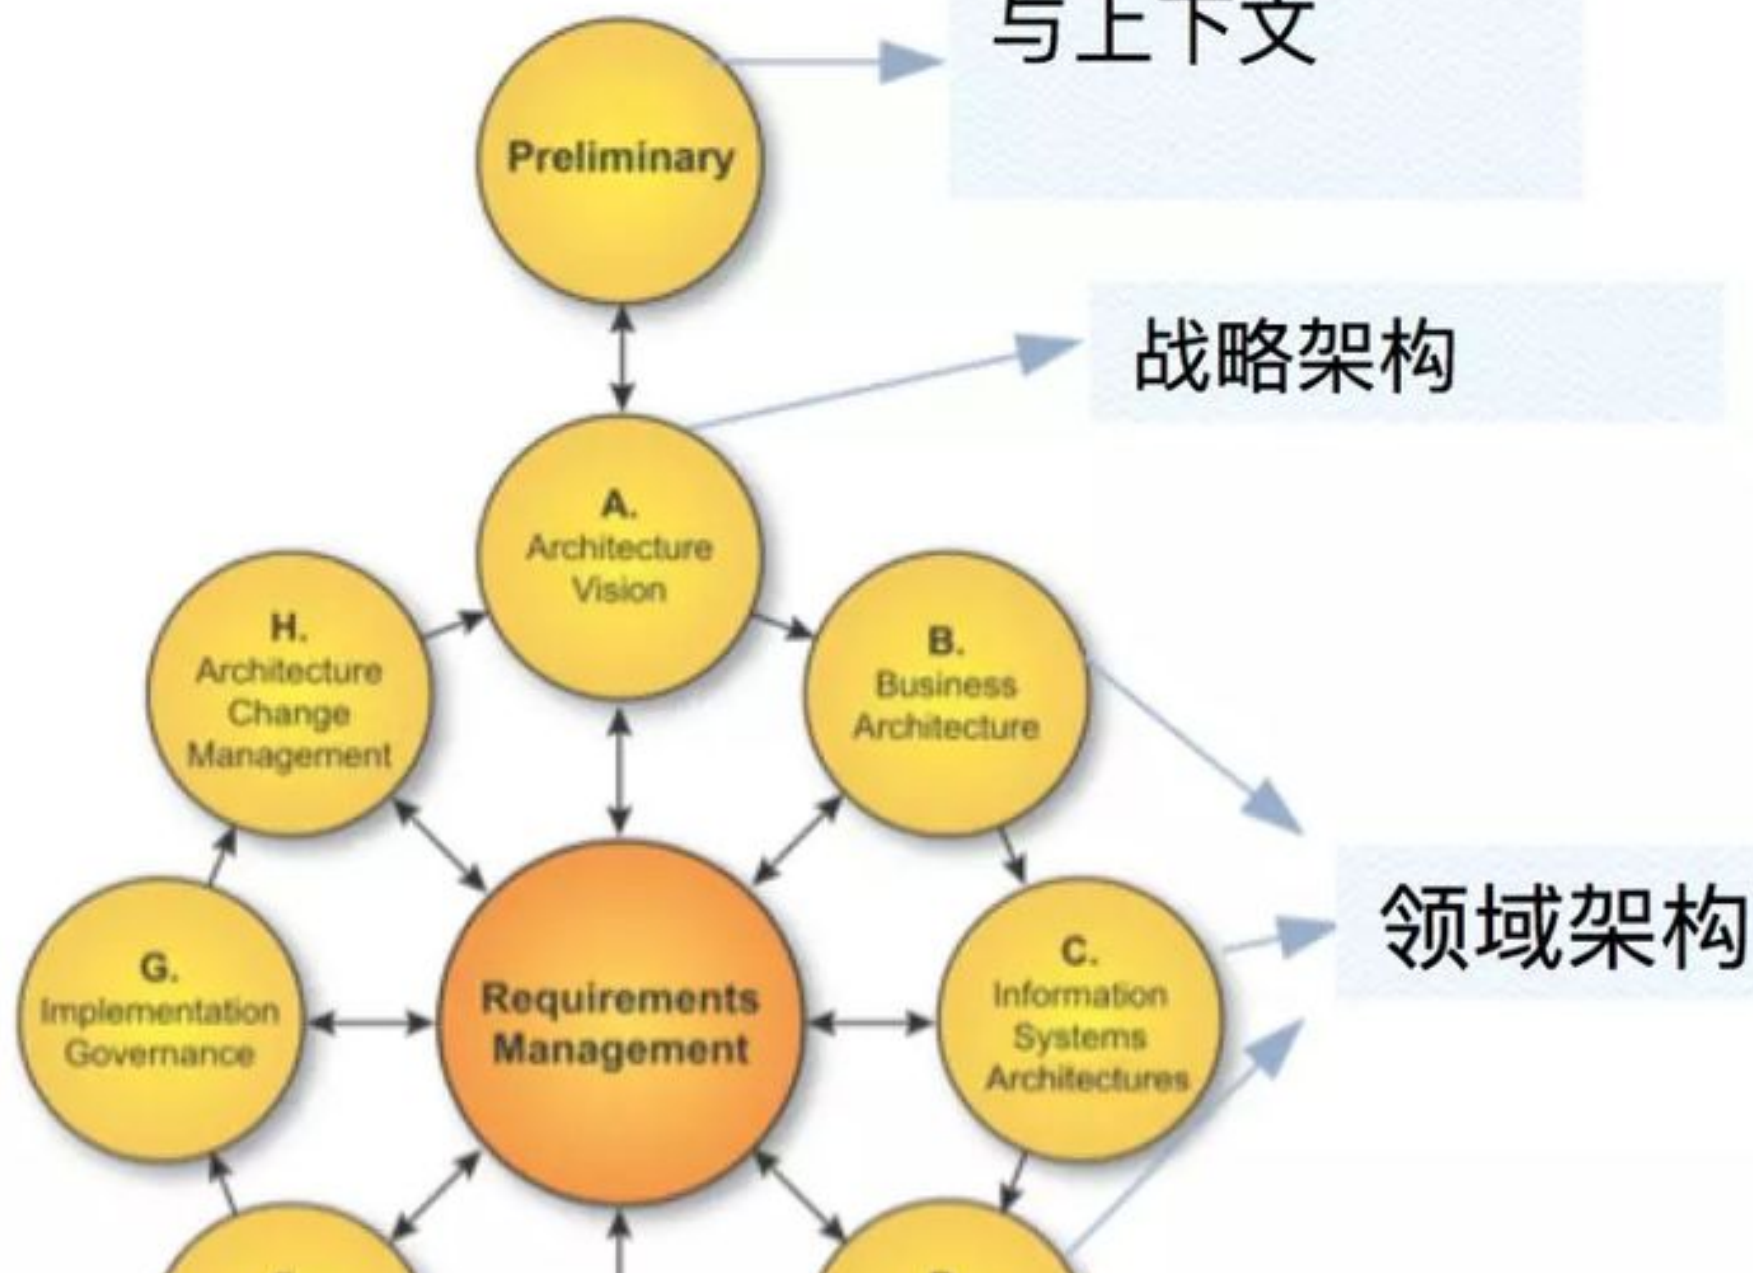 与上下文
Preliminary
战略架构
A.
Architecture
Vision
H.
Architecture
Change
Management
B.
Business
Architecture
领域架构
G.
Implementation
Governance
Requirements
Management
C.
Information
Systems
Architectures